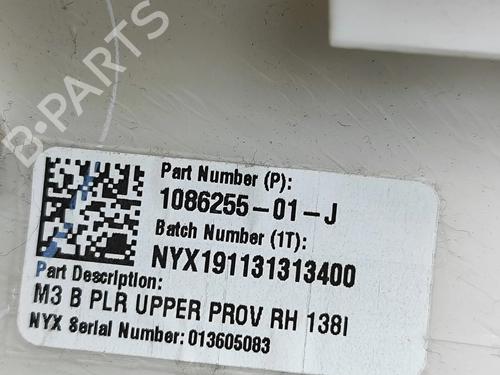 B-PARTS
Part Number (P):
1086255-01-J
Batch Number (1T):
NYX191131313400
Part Description:
M3 B PLR UPPER PROV RH 138I
NYX Serial Number: 013605083